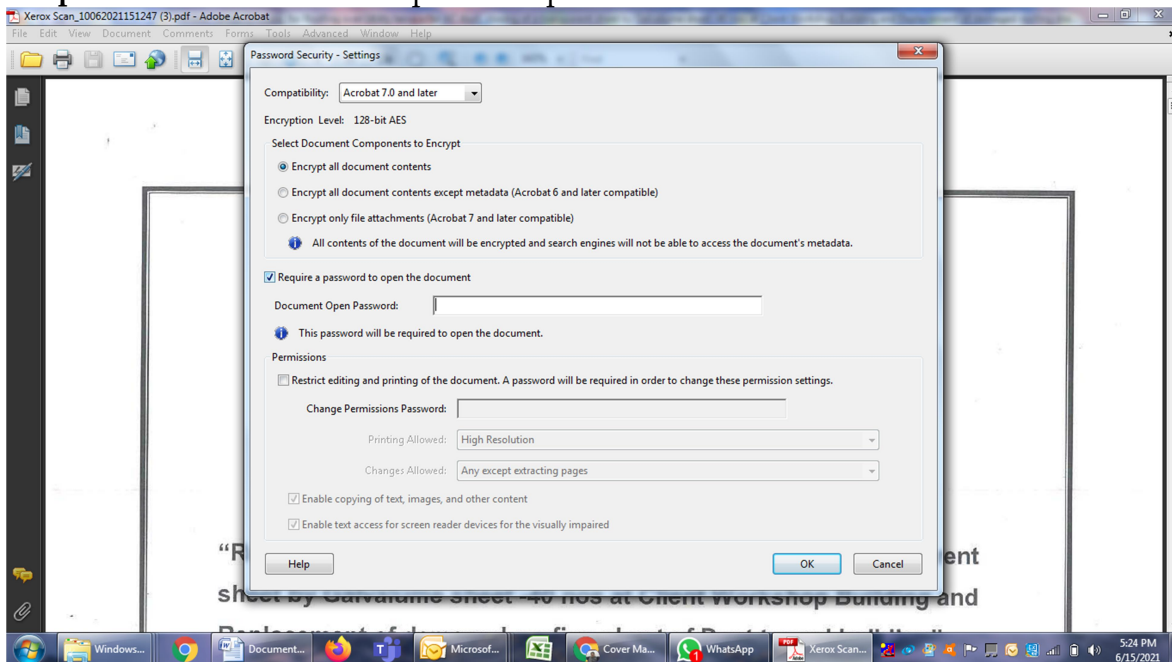 Xerox Scan_10062021151247 (3).pdf - Adobe Acrobat
File Edit View Document Comments Forms Tools Advanced Window Help
Password Security - Settings
Compatibility: Acrobat 7.0 and later
Encryption Level: 128-bit AES
Select Document Components to Encrypt
Encrypt all document contents
Encrypt all document contents except metadata (Acrobat 6 and later compatible)
Encrypt only file attachments (Acrobat 7 and later compatible)
All contents of the document will be encrypted and search engines will not be able to access the document's metadata.
Require a password to open the document
Document Open Password:
This password will be required to open the document.
Permissions
Restrict editing and printing of the document. A password will be required in order to change these permission settings.
Change Permissions Password:
Printing Allowed: High Resolution
Changes Allowed: Any except extracting pages
Enable copying of text, images, and other content
Enable text access for screen reader devices for the visually impaired
Help OK Cancel
"R ent
sheet by Galvalume sheet -40 nos at Client Workshop Building and
Windows... Document... Microsof... Cover Ma... WhatsApp Xerox Scan... 5:24 PM
6/15/2021